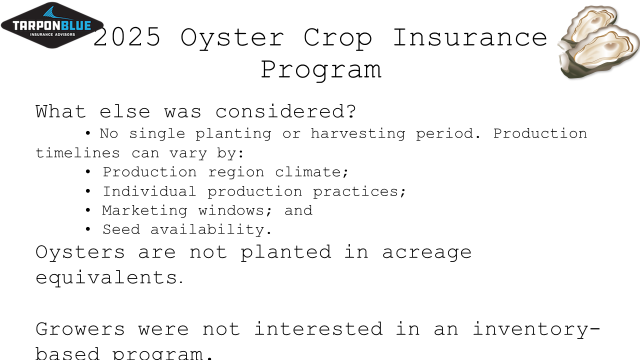 TARPONBLUE
INSURANCE ADVISORS
2025 Oyster Crop Insurance
Program
What else was considered?
• No single planting or harvesting period. Production
timelines can vary by:
• Production region climate;
• Individual production practices;
• Marketing windows; and
• Seed availability.
Oysters are not planted in acreage
equivalents.
Growers were not interested in an inventory-
based program.